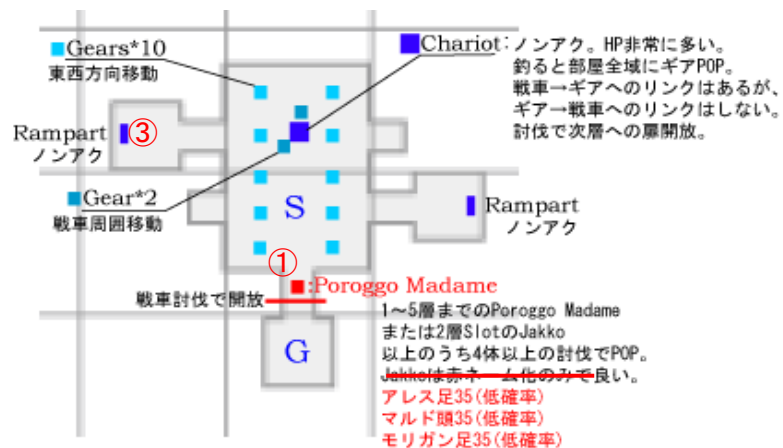 Gears*10
東西方向移動
Chariot:ノンアク。HP非常に多い。
釣ると部屋全域にギアPOP。
戦車→ギアへのリンクはあるが、
ギア→戦車へのリンクはしない。
討伐で次層への扉開放。
Rampart
ノンアク
③
Gear*2
戦車周囲移動
S
Rampart
ノンアク
①
:Poroggo Madame
戦車討伐で開放
1～5層までのPoroggo Madame
または2層SlotのJakko
以上のうち4体以上の討伐でPOP。
Jakkoは赤ネーム化のみで良い。
G
アレス足35(低確率)
マルド頭35(低確率)
モリガン足35(低確率)